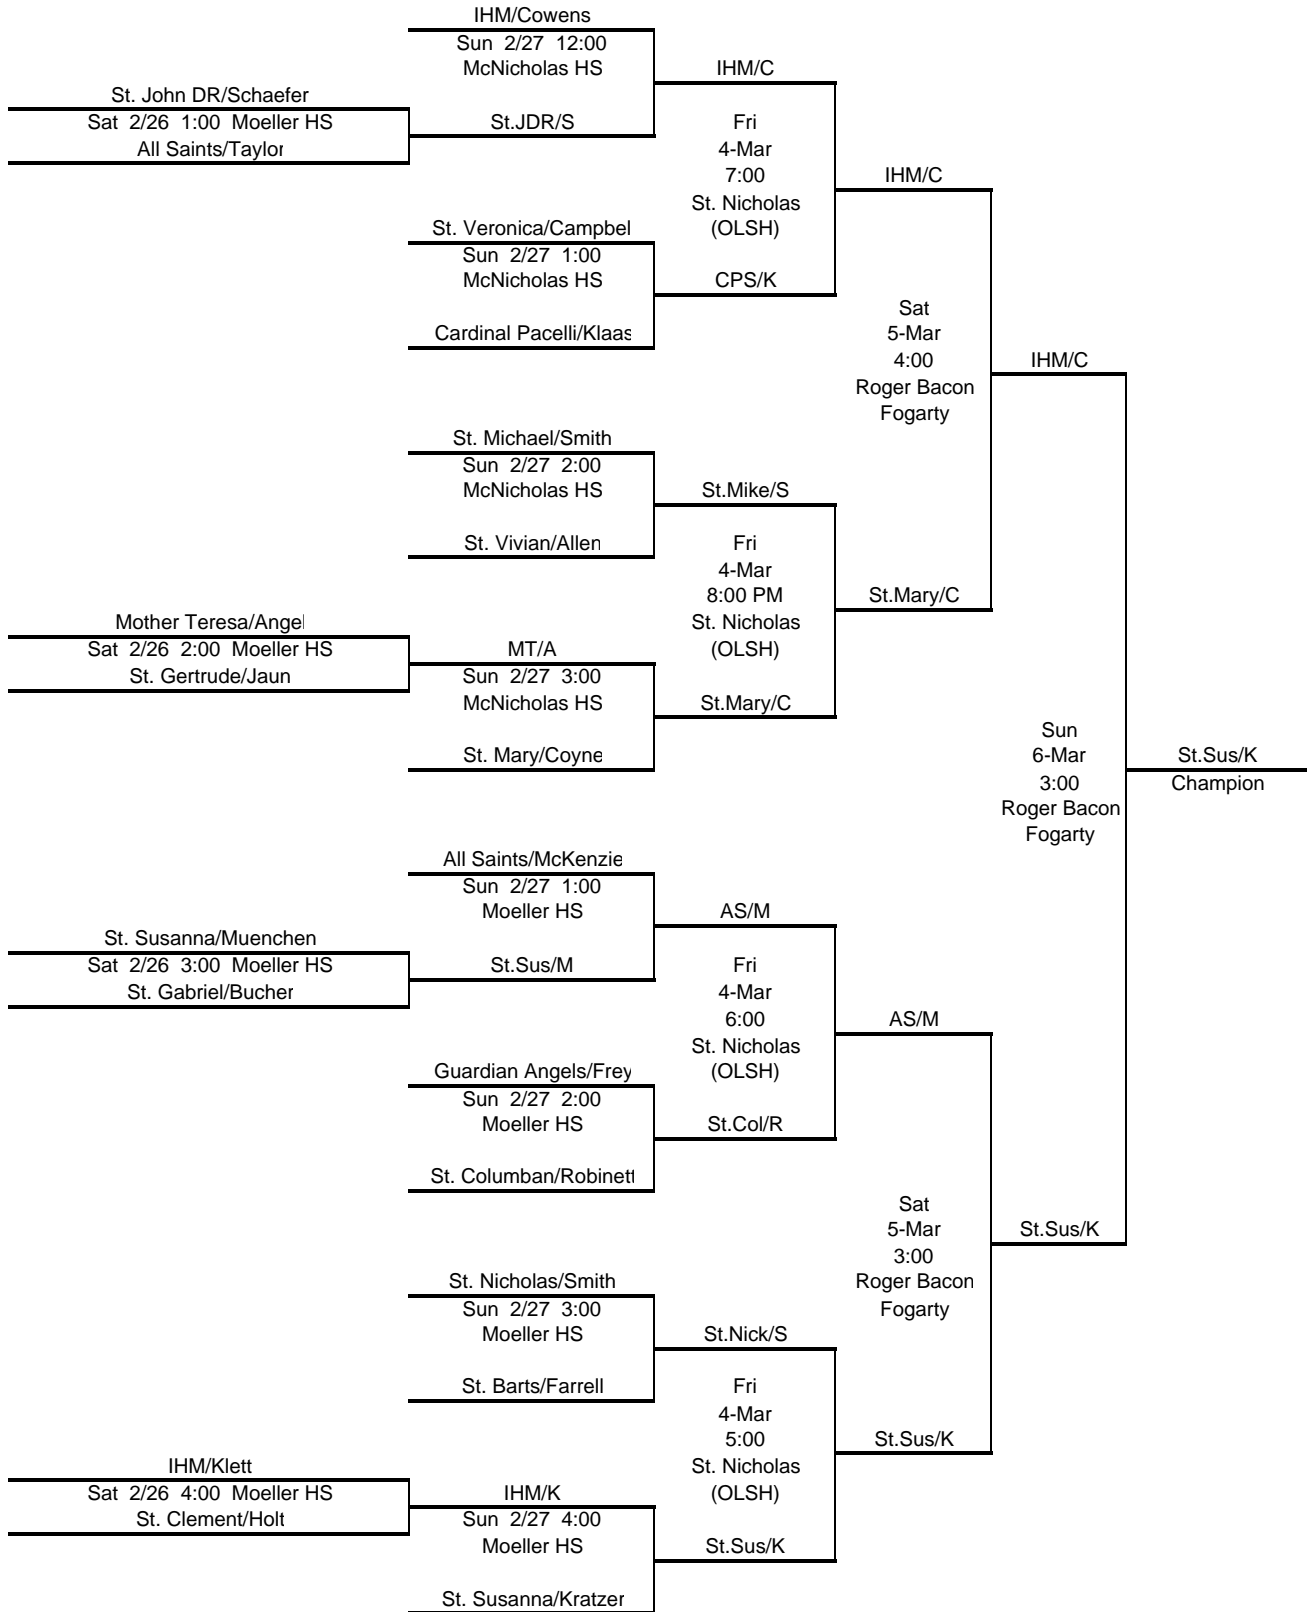 IHM/Cowens
Sun 2/27 12:00
McNicholas HS
IHM/C
St. John DR/Schaefer
Sat 2/26 1:00 Moeller HS
All Saints/Taylor
St.JDR/S
Fri
4-Mar
7:00
St. Nicholas
(OLSH)
IHM/C
St. Veronica/Campbel
Sun 2/27 1:00
McNicholas HS
CPS/K
Cardinal Pacelli/Klaas
Sat
5-Mar
4:00
Roger Bacon
Fogarty
IHM/C
St. Michael/Smith
Sun 2/27 2:00
McNicholas HS
St.Mike/S
St. Vivian/Allen
Fri
4-Mar
8:00 PM
St. Nicholas
(OLSH)
St.Mary/C
Mother Teresa/Angel
Sat 2/26 2:00 Moeller HS
St. Gertrude/Jaun
MT/A
Sun 2/27 3:00
McNicholas HS
St.Mary/C
St. Mary/Coyne
Sun
6-Mar
3:00
Roger Bacon
Fogarty
St.Sus/K
Champion
All Saints/McKenzie
Sun 2/27 1:00
Moeller HS
AS/M
St. Susanna/Muenchen
Sat 2/26 3:00 Moeller HS
St. Gabriel/Bucher
St.Sus/M
Fri
4-Mar
6:00
St. Nicholas
(OLSH)
AS/M
Guardian Angels/Frey
Sun 2/27 2:00
Moeller HS
St.Col/R
St. Columban/Robinett
Sat
5-Mar
3:00
Roger Bacon
Fogarty
St.Sus/K
St. Nicholas/Smith
Sun 2/27 3:00
Moeller HS
St.Nick/S
St. Barts/Farrell
Fri
4-Mar
5:00
St. Nicholas
(OLSH)
St.Sus/K
IHM/Klett
Sat 2/26 4:00 Moeller HS
St. Clement/Holt
IHM/K
Sun 2/27 4:00
Moeller HS
St.Sus/K
St. Susanna/Kratzer